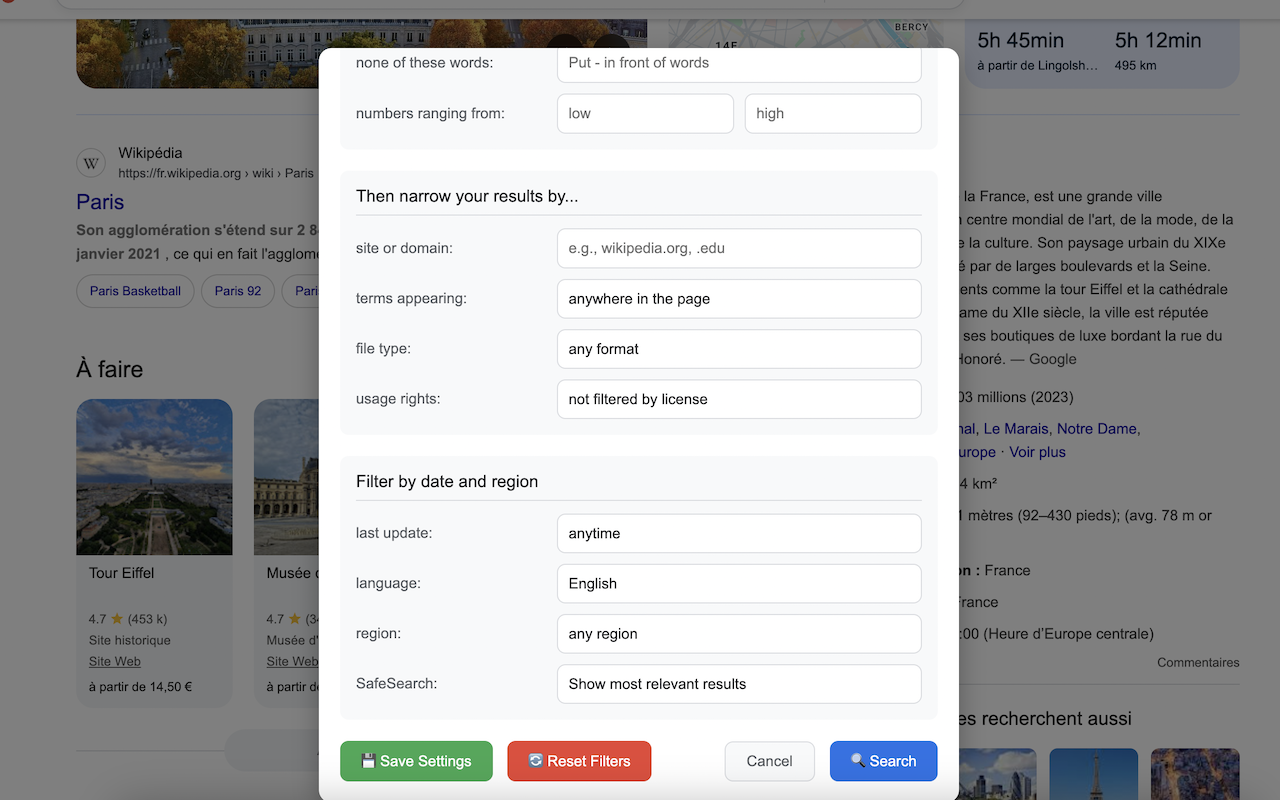 BERCY
14E
5h 45min
5h 12min
à partir de Lingolsh…
495 km
none of these words:
Put - in front of words
numbers ranging from:
low
high
Wikipédia
https://fr.wikipedia.org › wiki › Paris
Paris
Son agglomération s'étend sur 2 8
janvier 2021 , ce qui en fait l'agglom
Paris Basketball
Paris 92
Pari
Then narrow your results by...
site or domain:
e.g., wikipedia.org, .edu
terms appearing:
anywhere in the page
file type:
any format
usage rights:
not filtered by license
Filter by date and region
last update:
anytime
language:
English
region:
any region
SafeSearch:
Show most relevant results
💾 Save Settings
🔄 Reset Filters
Cancel
🔍 Search
À faire
Tour Eiffel
4.7 ★ (453 k)
Site historique
Site Web
à partir de 14,50 €
Musée
4.7 ★ (3
Musée d'
Site Web
à partir d
la France, est une grande ville
centre mondial de l'art, de la mode, de la
la culture. Son paysage urbain du XIXe
par de larges boulevards et la Seine.
ents comme la tour Eiffel et la cathédrale
ame du XIIe siècle, la ville est réputée
ses boutiques de luxe bordant la rue du
Honoré. — Google
03 millions (2023)
nal, Le Marais, Notre Dame,
urope · Voir plus
4 km²
mètres (92–430 pieds); (avg. 78 m or
on : France
France
:00 (Heure d’Europe centrale)
Commentaires
es recherchent aussi